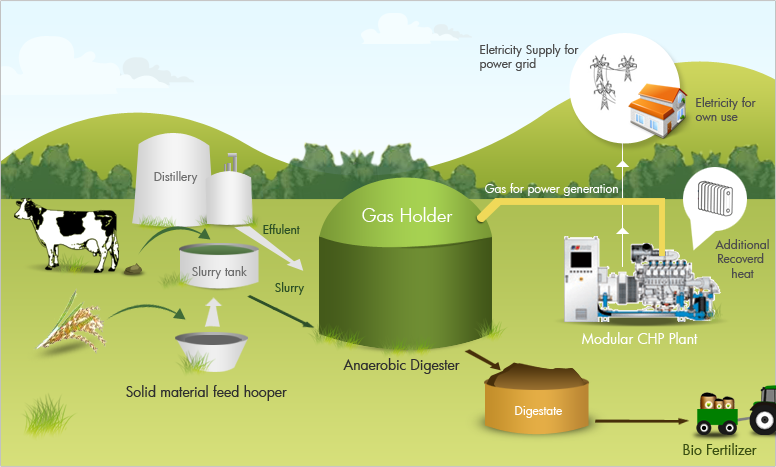 Eletricity Supply for
power grid
Eletricity for
own use
Distillery
Gas for power generation
Gas Holder
Effulent
Additional
Recoverd
heat
Slurry tank
Slurry
Modular CHP Plant
Anaerobic Digester
Solid material feed hooper
Digestate
Bio Fertilizer